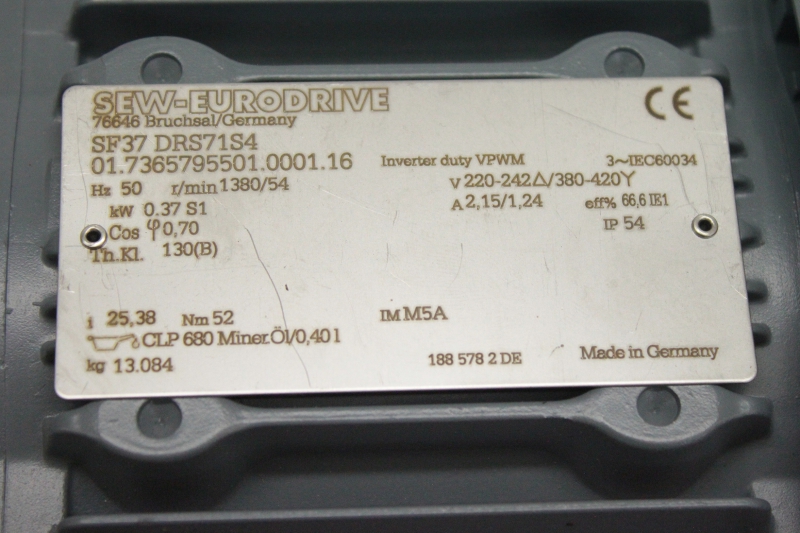 SEW-EURODRIVE
CE
76646 Bruchsal/Germany
SF37 DRS71S4
01.7365795501.0001.16 Inverter duty VPWM 3~IEC60034
Hz 50 r/min 1380/54 V 220-242△/380-420Y
kW 0.37 S1 A 2,15/1,24 eff% 66,6 IE1
Cos φ 0,70 IP 54
Th.Kl. 130(B)
i 25,38 Nm 52 IM M5A
CLP 680 Miner.Öl/0,40 l
kg 13.084 188 578 2 DE Made in Germany